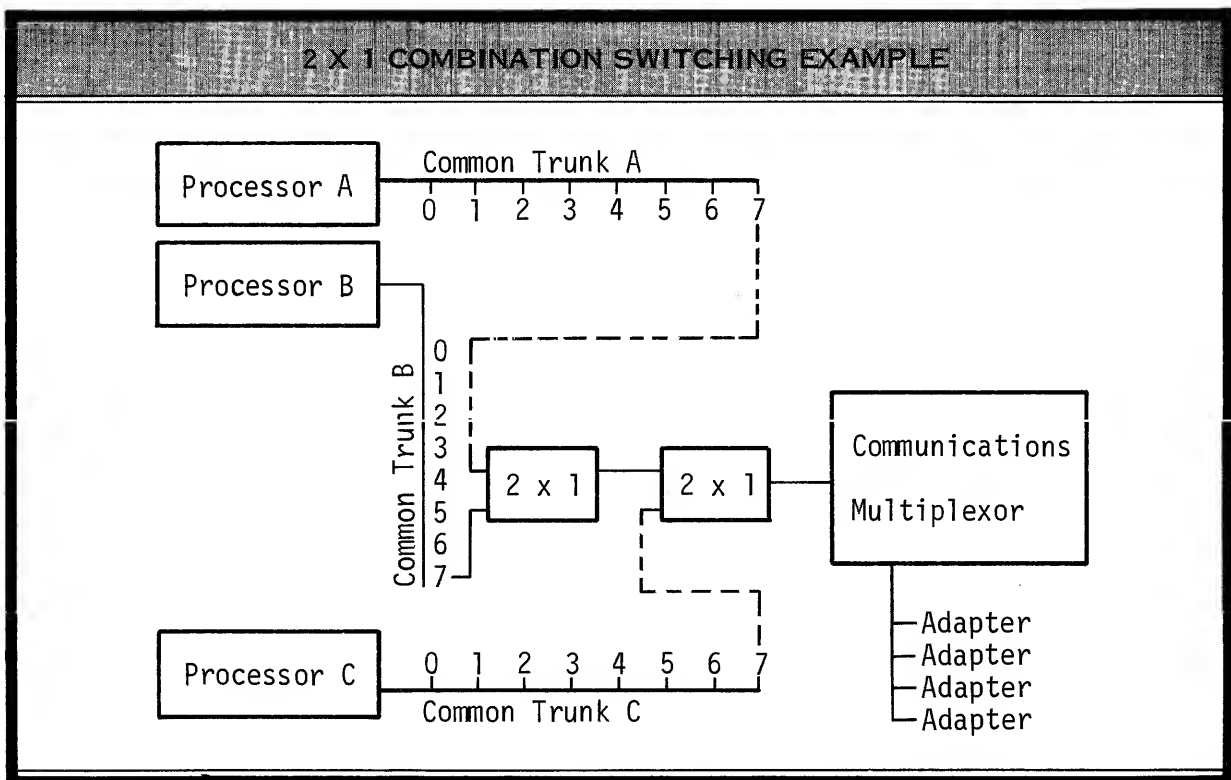 2 X 1 COMBINATION SWITCHING EXAMPLE
Processor A
Common Trunk A
0 1 2 3 4 5 6 7
Processor B
Common Trunk B
0
1
2
3
4
5
6
7
2 x 1
2 x 1
Communications
Multiplexor
Adapter
Adapter
Adapter
Adapter
Processor C
0 1 2 3 4 5 6 7
Common Trunk C